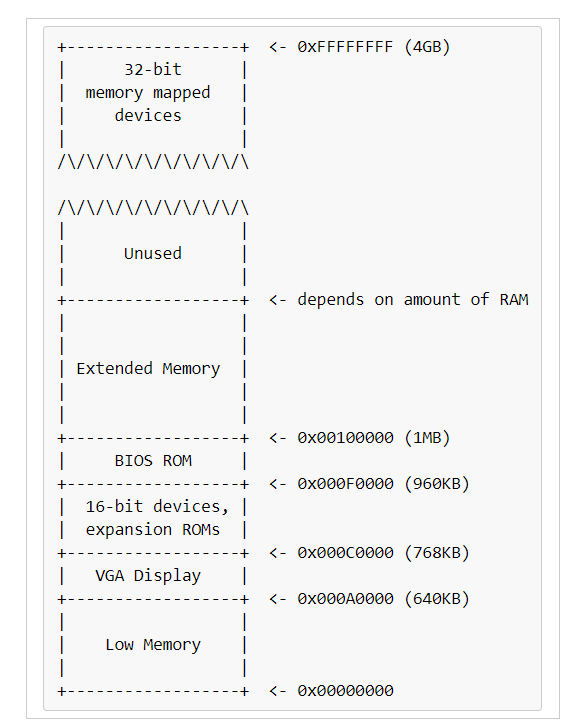 +------------------+  <- 0xFFFFFFFF (4GB)
|      32-bit      |
|  memory mapped   |
|     devices      |
|                  |
/\/\/\/\/\/\/\/\/\/\

/\/\/\/\/\/\/\/\/\/\
|                  |
|      Unused      |
|                  |
+------------------+  <- depends on amount of RAM
|                  |
|                  |
| Extended Memory  |
|                  |
|                  |
+------------------+  <- 0x00100000 (1MB)
|     BIOS ROM     |
+------------------+  <- 0x000F0000 (960KB)
|  16-bit devices, |
|  expansion ROMs  |
+------------------+  <- 0x000C0000 (768KB)
|   VGA Display    |
+------------------+  <- 0x000A0000 (640KB)
|                  |
|    Low Memory    |
|                  |
+------------------+  <- 0x00000000